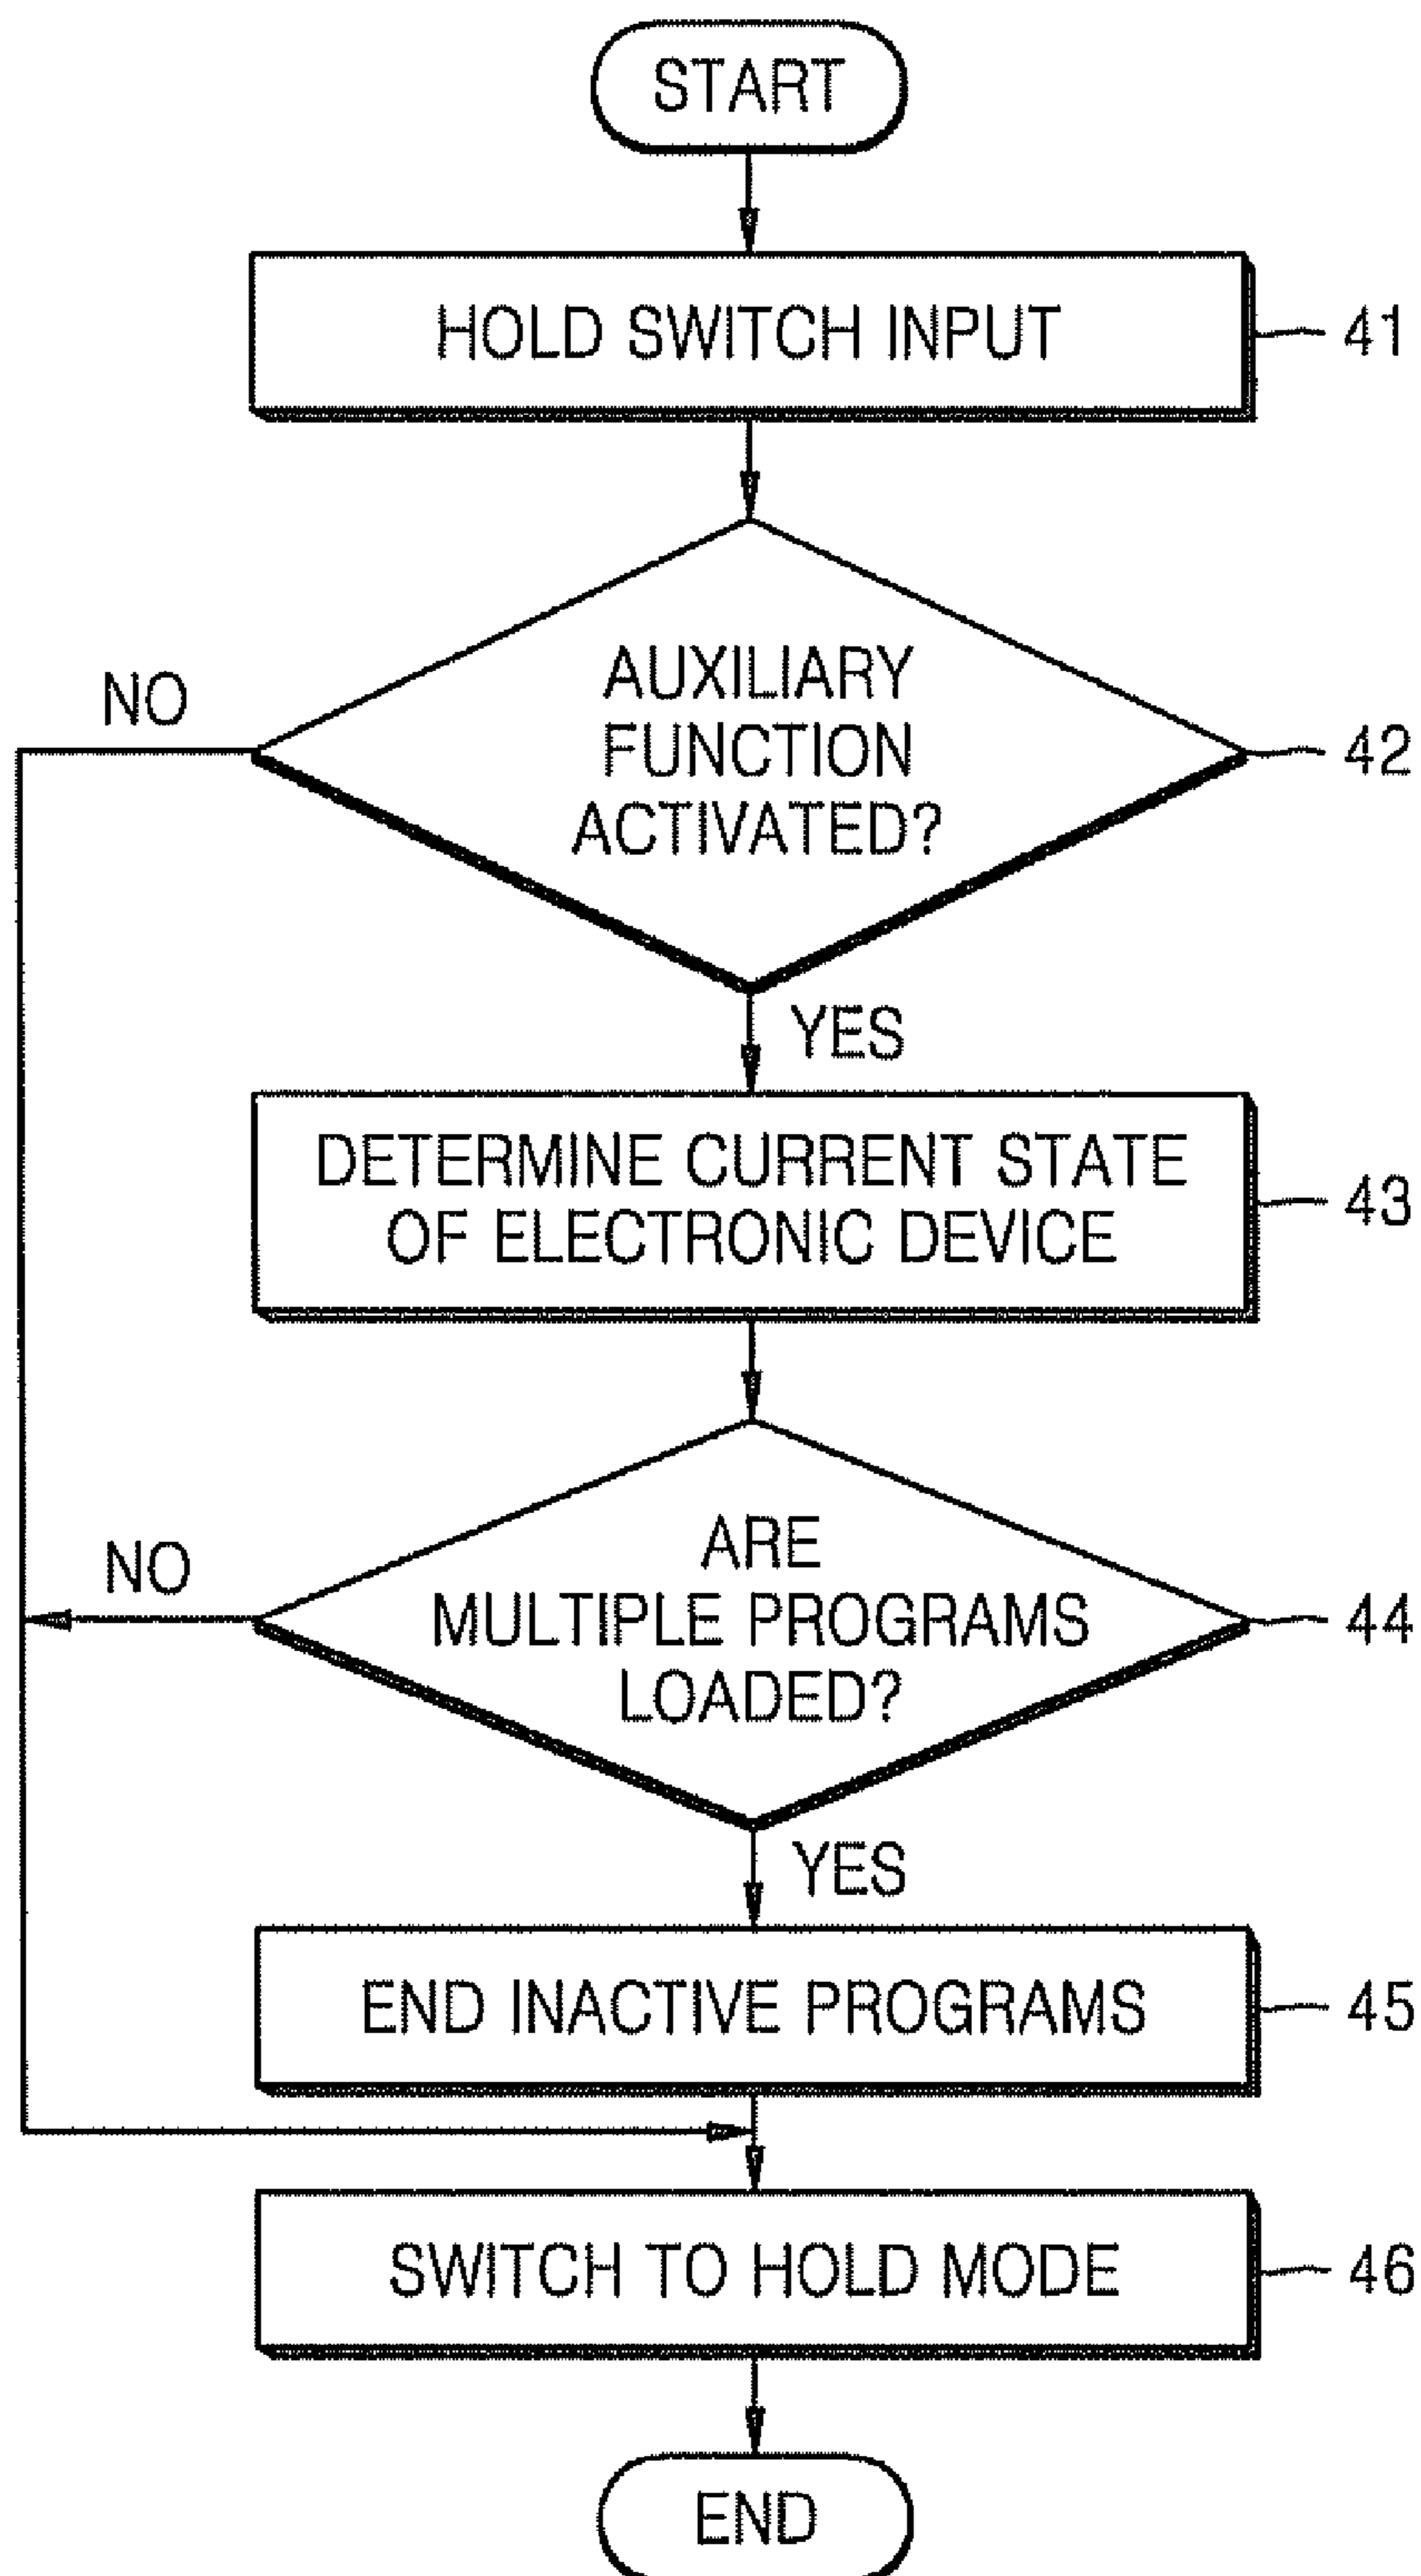 START
HOLD SWITCH INPUT
41
AUXILIARY
FUNCTION
ACTIVATED?
42
NO
YES
DETERMINE CURRENT STATE
OF ELECTRONIC DEVICE
43
ARE
MULTIPLE PROGRAMS
LOADED?
44
NO
YES
END INACTIVE PROGRAMS
45
SWITCH TO HOLD MODE
46
END